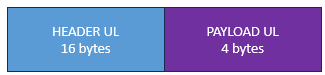 HEADER UL
16 bytes
PAYLOAD UL
4 bytes